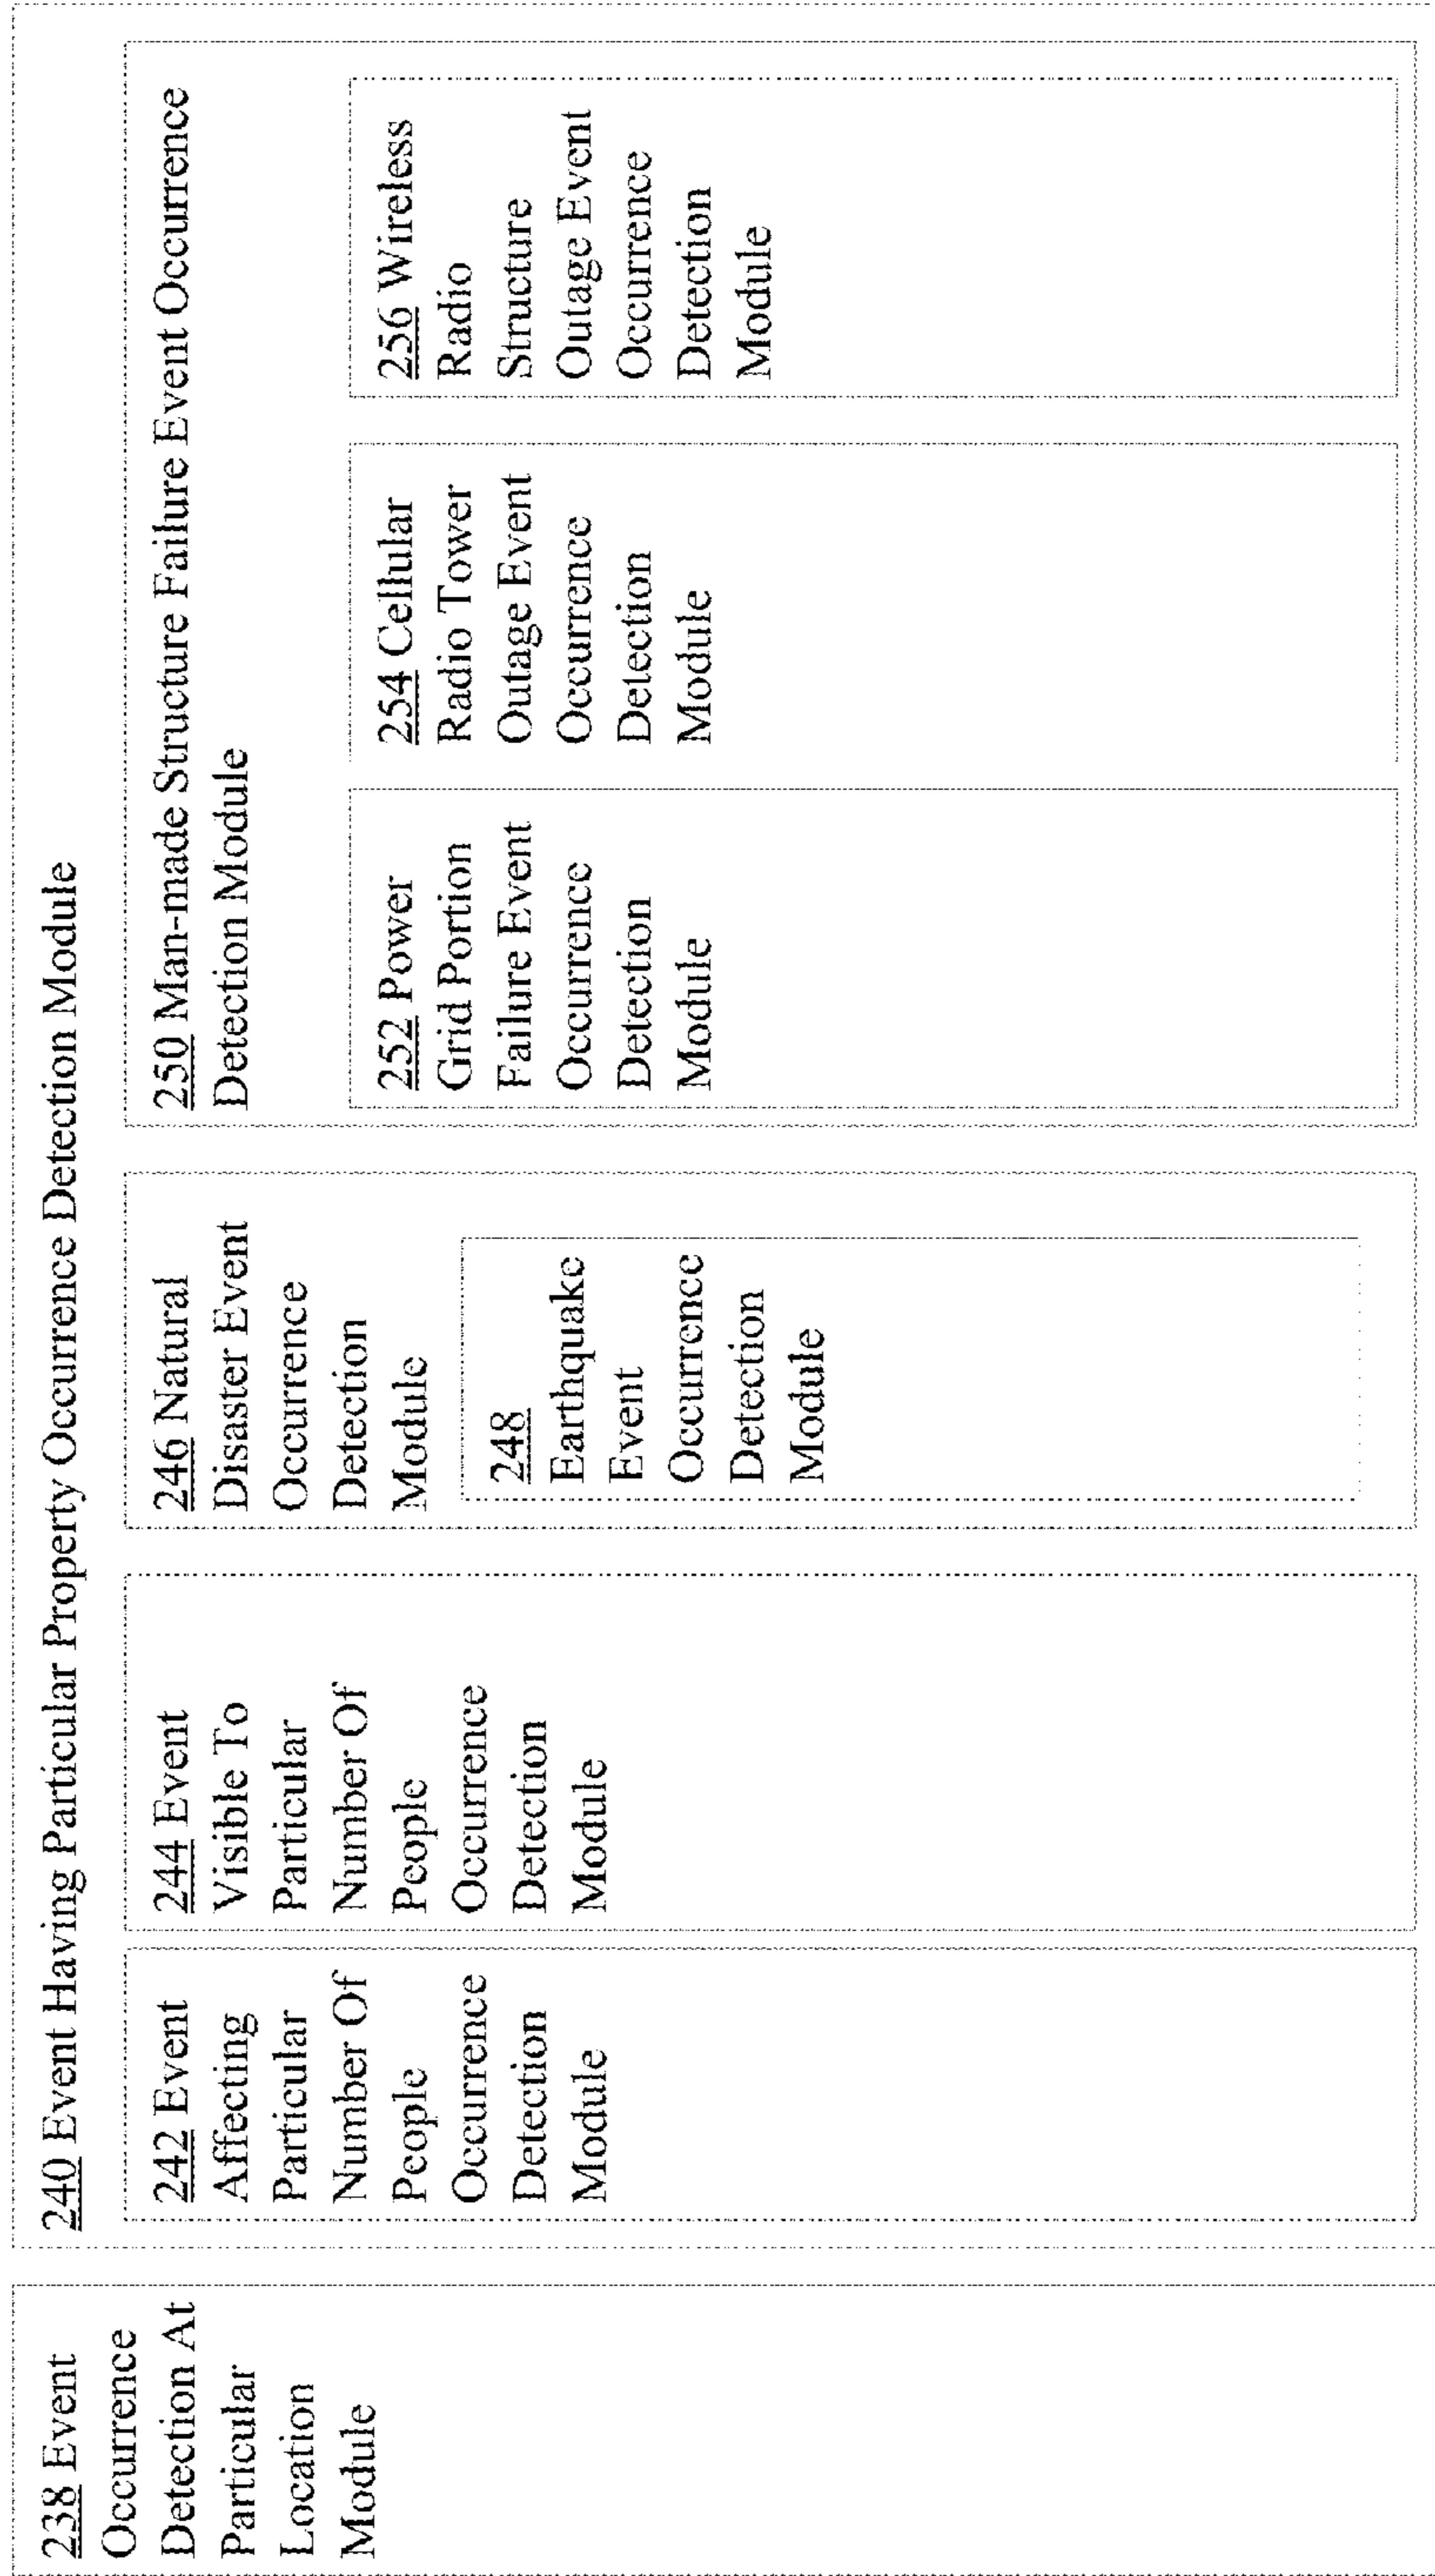 238 Event
Occurrence
Detection At
Particular
Location
Module
240 Event Having Particular Property Occurrence Detection Module
242 Event
Affecting
Particular
Number Of
People
Occurrence
Detection
Module
244 Event
Visible To
Particular
Number Of
People
Occurrence
Detection
Module
246 Natural
Disaster Event
Occurrence
Detection
Module
248
Earthquake
Event
Occurrence
Detection
Module
250 Man-made Structure Failure Event Occurrence
Detection Module
252 Power
Grid Portion
Failure Event
Occurrence
Detection
Module
254 Cellular
Radio Tower
Outage Event
Occurrence
Detection
Module
256 Wireless
Radio
Structure
Outage Event
Occurrence
Detection
Module